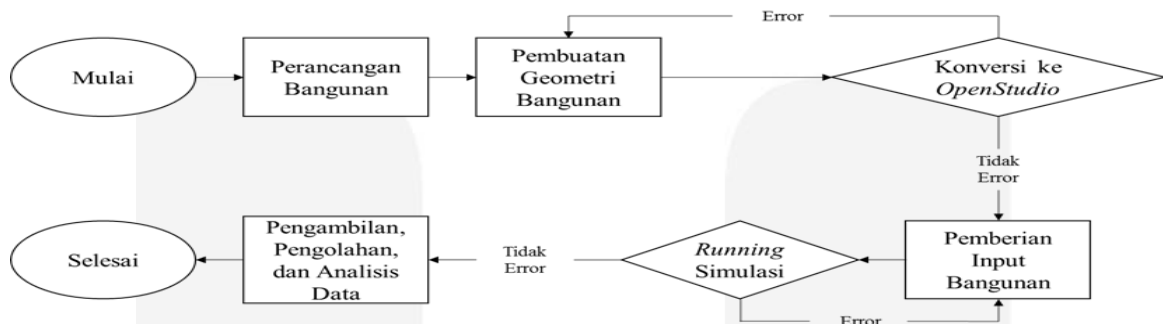 Error
Mulai
Perancangan
Bangunan
Pembuatan
Geometri
Bangunan
Konversi ke
OpenStudio
Tidak
Error
Pemberian
Input
Bangunan
Running
Simulasi
Error
Tidak
Error
Pengambilan,
Pengolahan,
dan Analisis
Data
Selesai